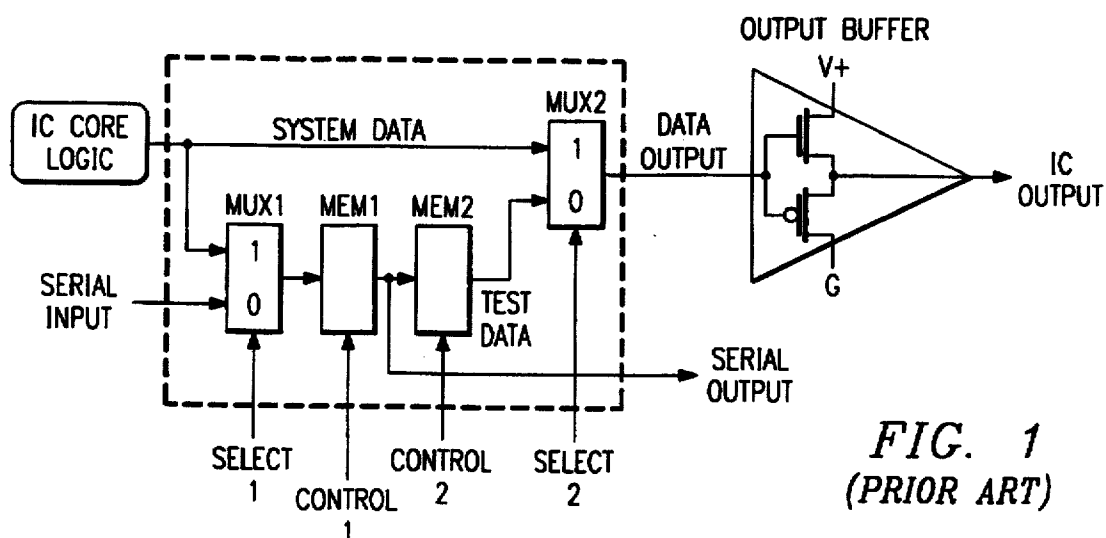 OUTPUT BUFFER
V+
MUX2
IC CORE
LOGIC
SYSTEM DATA
1
0
DATA
OUTPUT
IC
OUTPUT
MUX1
MEM1
MEM2
1
0
G
SERIAL
INPUT
TEST
DATA
SERIAL
OUTPUT
SELECT
1
CONTROL
1
CONTROL
2
SELECT
2
FIG. 1
(PRIOR ART)